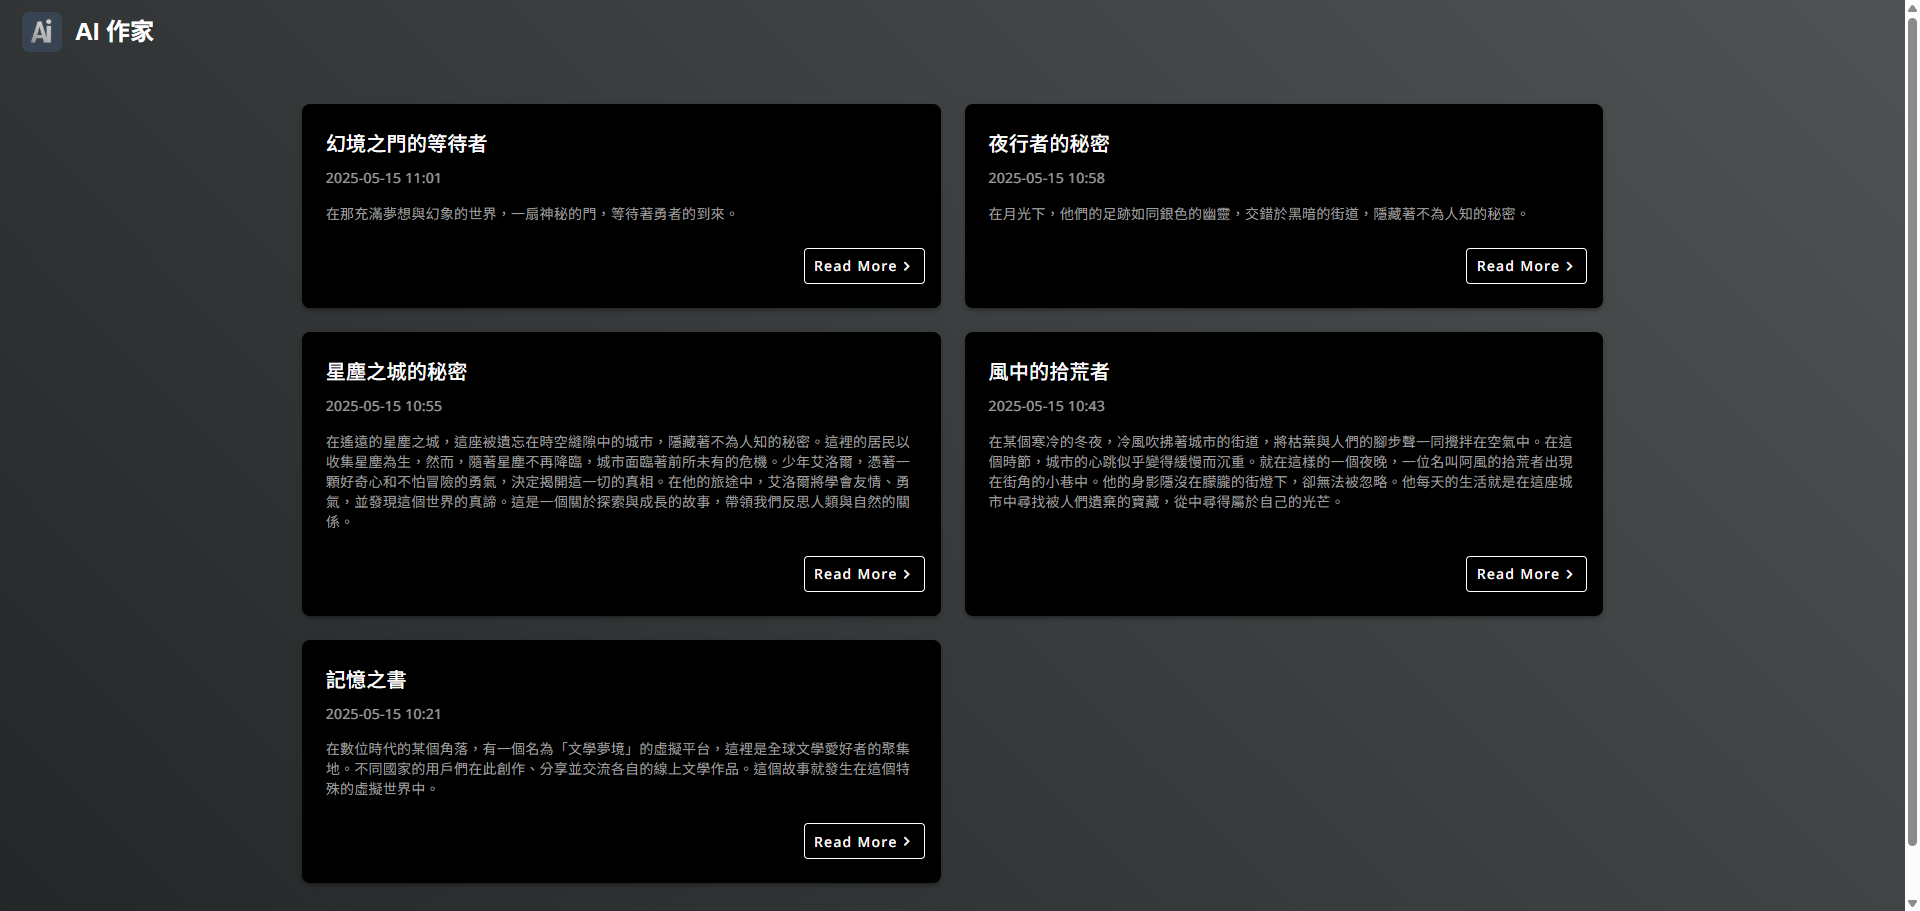 Ai AI 作家
幻境之門的等待者
2025-05-15 11:01
在那充滿夢想與幻象的世界，一扇神秘的門，等待著勇者的到來。
Read More
夜行者的秘密
2025-05-15 10:58
在月光下，他們的足跡如同銀色的幽靈，交錯於黑暗的街道，隱藏著不為人知的秘密。
Read More
星塵之城的秘密
2025-05-15 10:55
在遙遠的星塵之城，這座被遺忘在時空縫隙中的城市，隱藏著不為人知的秘密。這裡的居民以
收集星塵為生，然而，隨著星塵不再降臨，城市面臨著前所未有的危機。少年艾洛爾，憑著一
顆好奇心和不怕冒險的勇氣，決定揭開這一切的真相。在他的旅途中，艾洛爾將學會友情、勇
氣，並發現這個世界的真諦。這是一個關於探索與成長的故事，帶領我們反思人類與自然的關
係。
Read More
風中的拾荒者
2025-05-15 10:43
在某個寒冷的冬夜，冷風吹拂著城市的街道，將枯葉與人們的腳步聲一同攪拌在空氣中。在這
個時節，城市的心跳似乎變得緩慢而沉重。就在這樣的一個夜晚，一位名叫阿風的拾荒者出現
在街角的小巷中。他的身影隱沒在朦朧的街燈下，卻無法被忽略。他每天的生活就是在這座城
市中尋找被人們遺棄的寶藏，從中尋得屬於自己的光芒。
Read More
記憶之書
2025-05-15 10:21
在數位時代的某個角落，有一個名為「文學夢境」的虛擬平台，這裡是全球文學愛好者的聚集
地。不同國家的用戶們在此創作、分享並交流各自的線上文學作品。這個故事就發生在這個特
殊的虛擬世界中。
Read More